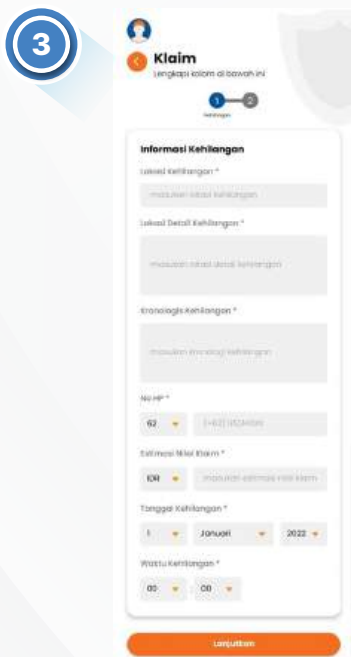 3
Klaim
Lengkapi kolom di bawah ini
1 2
Kehilangan
Informasi Kehilangan
Lokasi Kehilangan *
masukan lokasi kehilangan
Lokasi Detail Kehilangan *
masukan lokasi detail kehilangan
Kronologis Kehilangan *
masukan kronologi kehilangan
No HP *
62
Estimasi Nilai Klaim *
IDR masukan estimasi nilai klaim
Tanggal Kehilangan *
1 Januari 2022
Waktu Kehilangan *
00 : 00
Lanjutkan